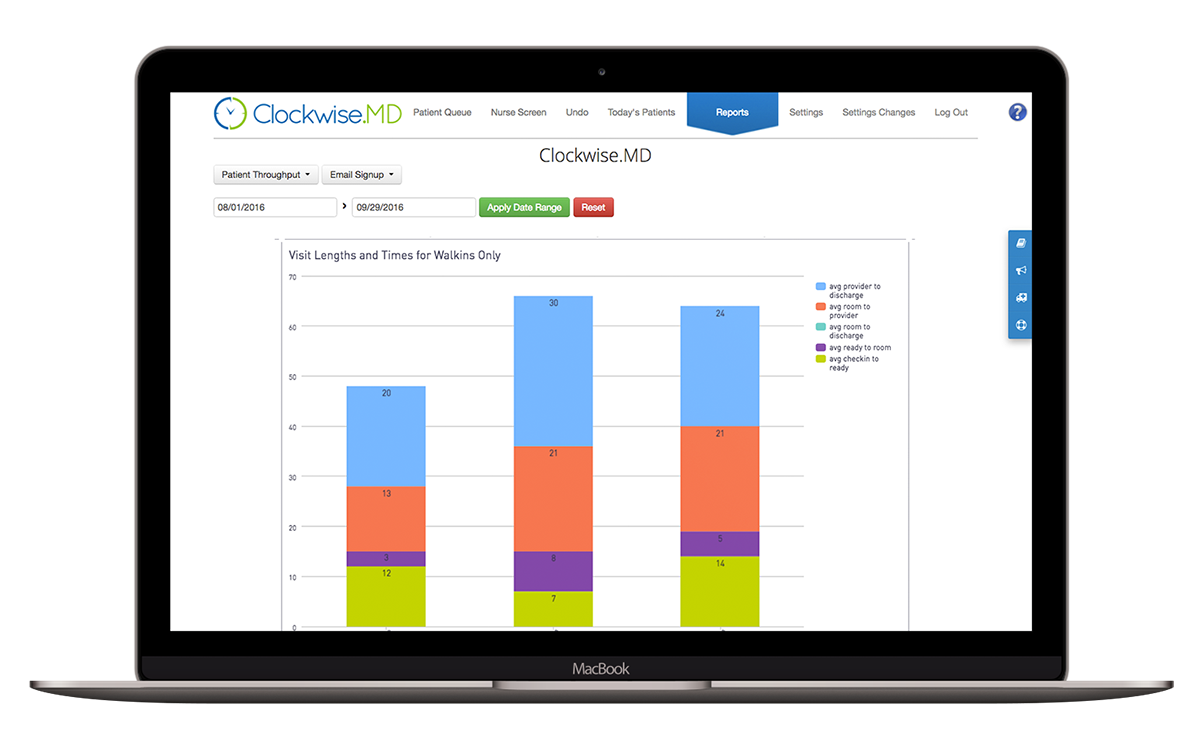 Clockwise.MD
Patient Queue Nurse Screen Undo Today's Patients Reports Settings Settings Changes Log Out ?
Clockwise.MD
Patient Throughput Email Signup
08/01/2016 > 09/29/2016 Apply Date Range Reset
Visit Lengths and Times for Walkins Only
70
60
50
40
30
20
10
0
20
13
3
12
30
21
8
7
24
21
5
14
avg provider to
discharge
avg room to
provider
avg room to
discharge
avg ready to room
avg checkin to
ready
MacBook